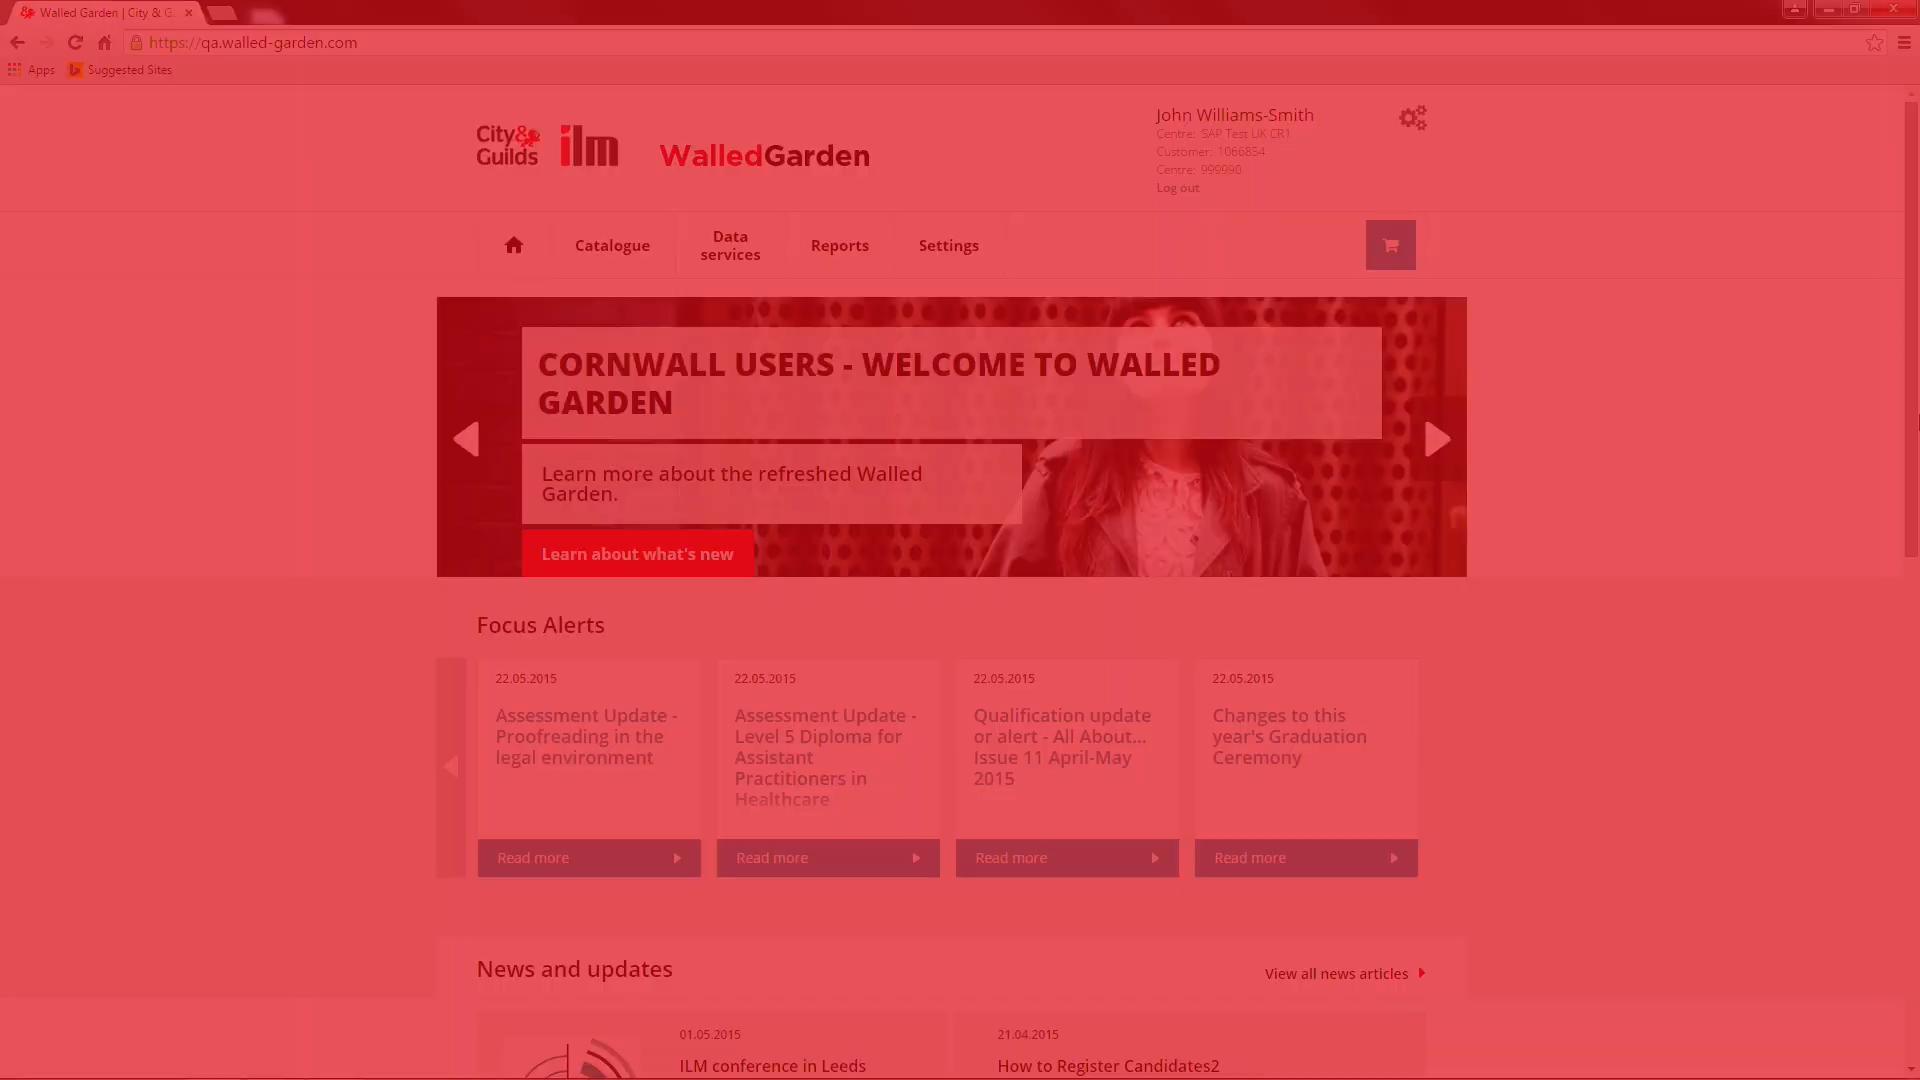 Walled Garden | City & G
https://qa.walled-garden.com
Apps
Suggested Sites
City&
Guilds
ilm
WalledGarden
John Williams-Smith
Centre: SAP Test UK CR1
Customer: 1066854
Centre: 999990
Log out
Catalogue
Data
services
Reports
Settings
CORNWALL USERS - WELCOME TO WALLED
GARDEN
Learn more about the refreshed Walled
Garden.
Learn about what's new
Focus Alerts
22.05.2015
Assessment Update -
Proofreading in the
legal environment
Read more
22.05.2015
Assessment Update -
Level 5 Diploma for
Assistant
Practitioners in
Healthcare
Read more
22.05.2015
Qualification update
or alert - All About...
Issue 11 April-May
2015
Read more
22.05.2015
Changes to this
year's Graduation
Ceremony
Read more
News and updates
View all news articles
01.05.2015
ILM conference in Leeds
21.04.2015
How to Register Candidates2